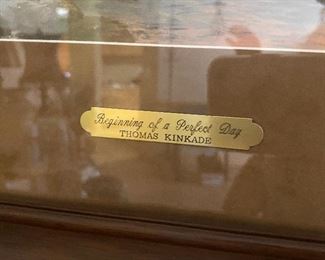 Beginning of a Perfect Day
THOMAS KINKADE